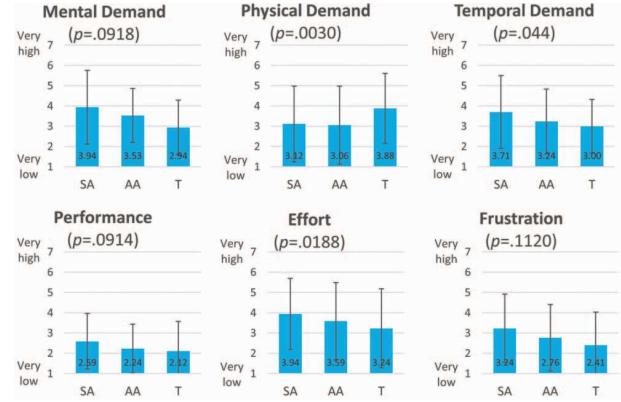 Mental Demand
(p=.0918)
Very high
7
6
5
4
3
2
1
Very low
3.94
3.53
2.94
SA
AA
T
Physical Demand
(p=.0030)
Very high
7
6
5
4
3
2
1
Very low
3.12
3.06
3.88
SA
AA
T
Temporal Demand
(p=.044)
Very high
7
6
5
4
3
2
1
Very low
3.71
3.24
3.00
SA
AA
T
Performance
(p=.0914)
Very high
7
6
5
4
3
2
1
Very low
2.59
2.24
2.12
SA
AA
T
Effort
(p=.0188)
Very high
7
6
5
4
3
2
1
Very low
3.94
3.59
3.24
SA
AA
T
Frustration
(p=.1120)
Very high
7
6
5
4
3
2
1
Very low
3.24
2.76
2.41
SA
AA
T